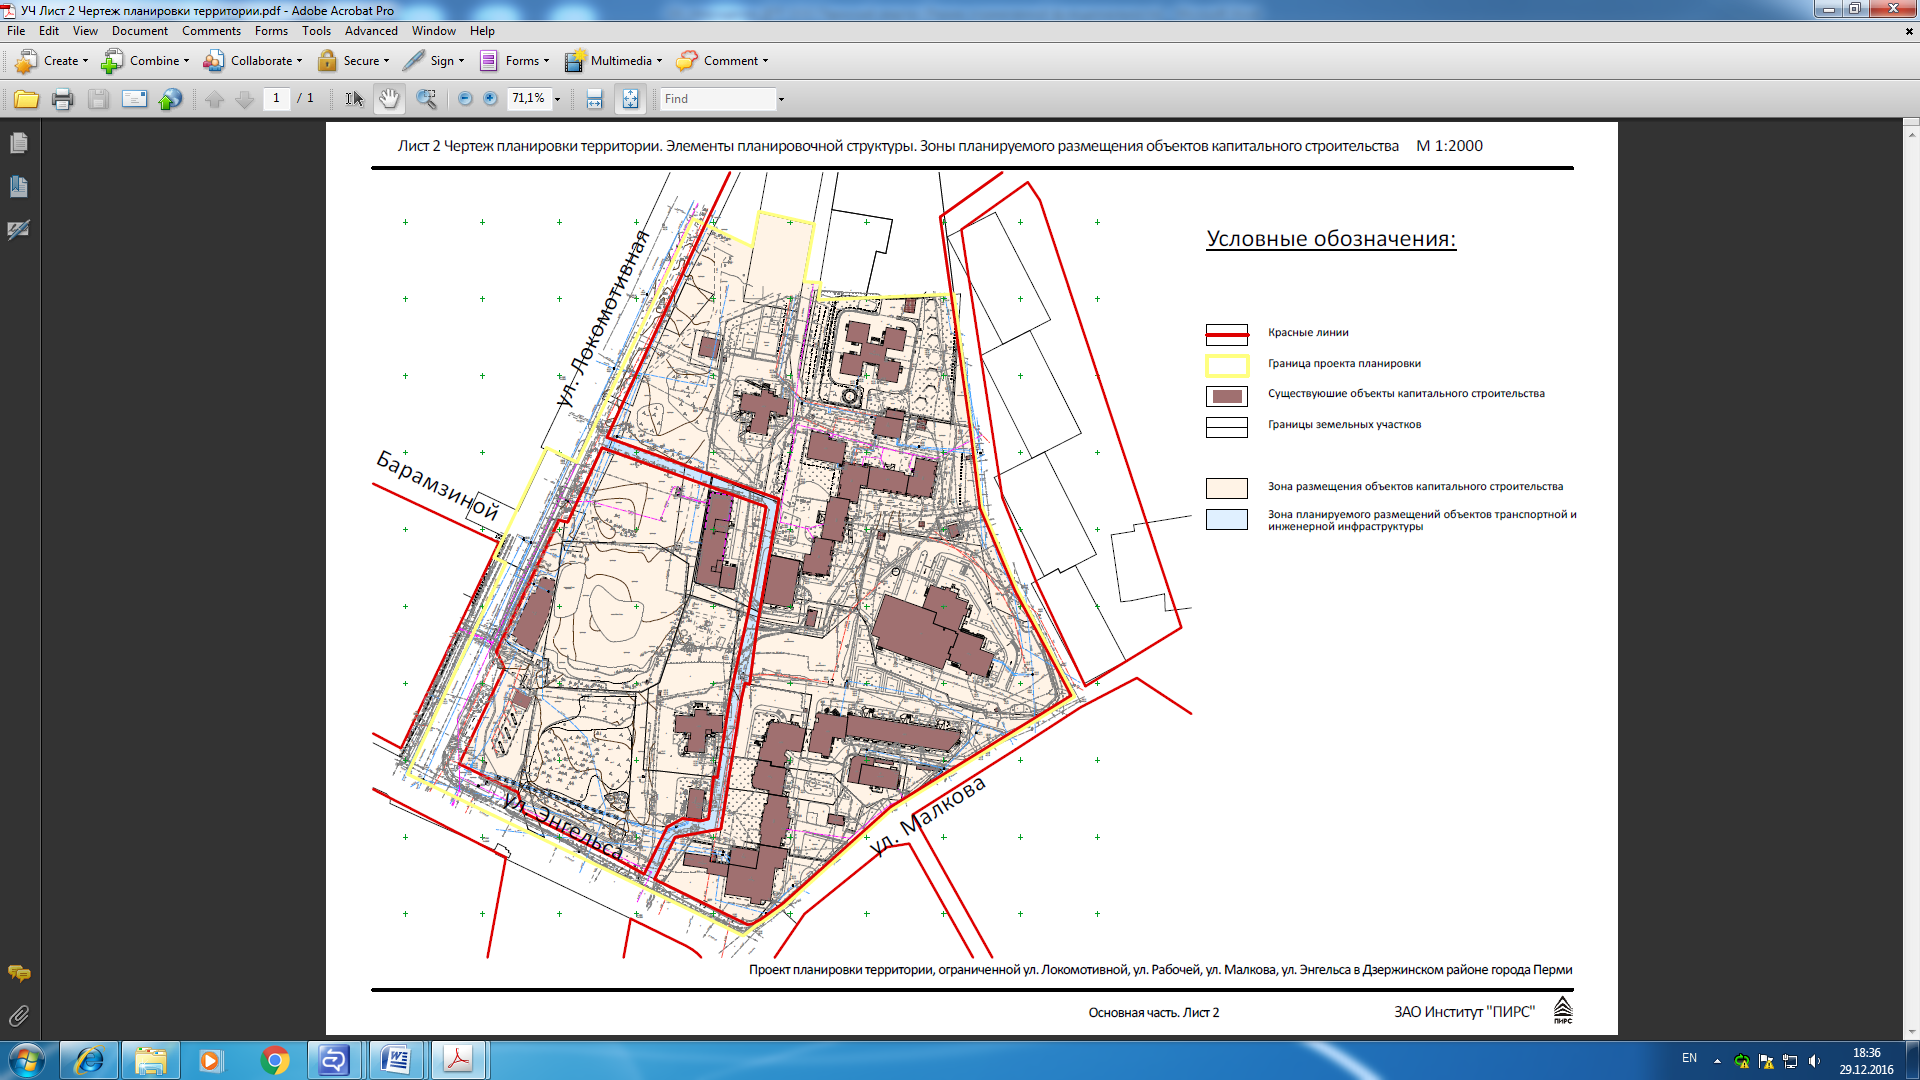 УЧ Лист 2 Чертеж планировки территории.pdf - Adobe Acrobat Pro
File Edit View Document Comments Forms Tools Advanced Window Help
Create Combine Collaborate Secure Sign Forms Multimedia Comment
1 / 1 71,1% Find
Лист 2 Чертеж планировки территории. Элементы планировочной структуры. Зоны планируемого размещения объектов капитального строительства М 1:2000
ул. Локомотивная
Барамзиной
ул. Энгельса
ул. Малкова
Условные обозначения:
Красные линии
Граница проекта планировки
Существуюшие объекты капитального строительства
Границы земельных участков
Зона размещения объектов капитального строительства
Зона планируемого размещений объектов транспортной и
инженерной инфраструктуры
Проект планировки территории, ограниченной ул. Локомотивной, ул. Рабочей, ул. Малкова, ул. Энгельса в Дзержинском районе города Перми
Основная часть. Лист 2
ЗАО Институт "ПИРС"
ПИРС
EN
18:36
29.12.2016